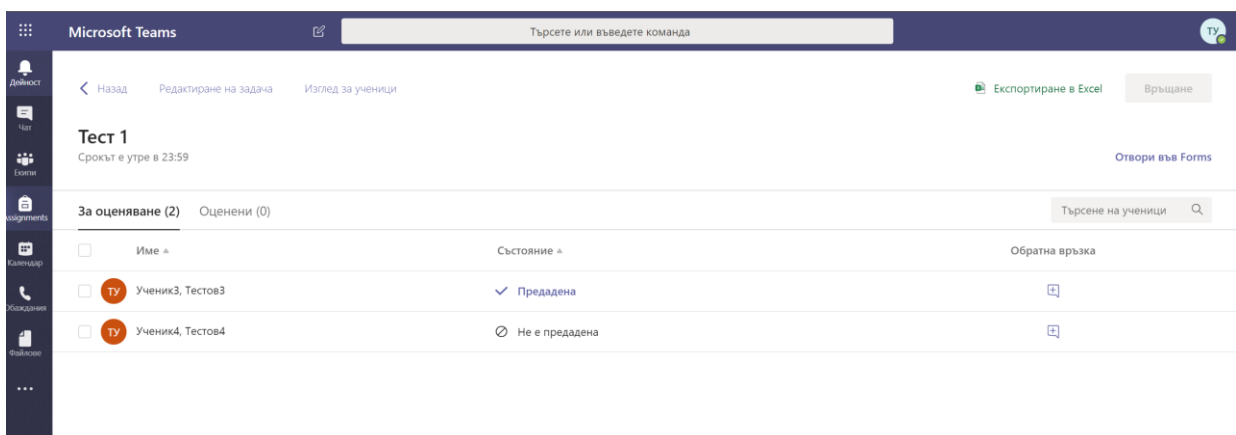 Microsoft Teams
Търсете или въведете команда
ТУ
Дейност
Чат
Екипи
Assignments
Календар
Обаждания
Файлове
Назад Редактиране на задача Изглед за ученици
Експортиране в Excel Връщане
Тест 1
Срокът е утре в 23:59
Отвори във Forms
За оценяване (2) Оценени (0) Търсене на ученици
Име Състояние Обратна връзка
ТУ Ученик3, Тестов3 Предадена
ТУ Ученик4, Тестов4 Не е предадена